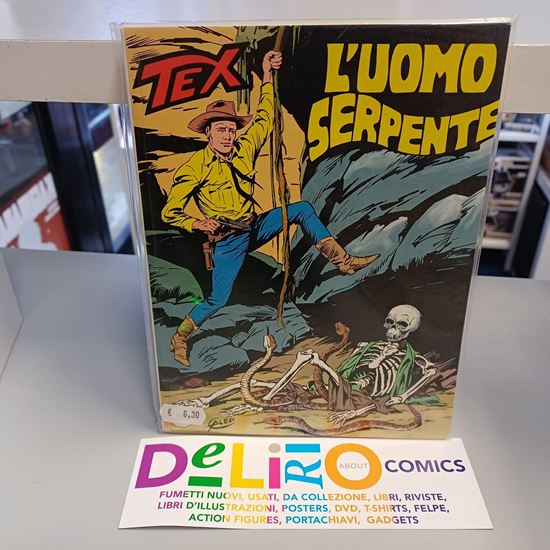 TEX
L'UOMO
SERPENTE
€ 6,30
GALEP
DeLiRiO
ABOUT
COMICS
FUMETTI NUOVI, USATI, DA COLLEZIONE, LIBRI, RIVISTE,
LIBRI D'ILLUSTRAZIONI, POSTERS, DVD, T-SHIRTS, FELPE,
ACTION FIGURES, PORTACHIAVI, GADGETS